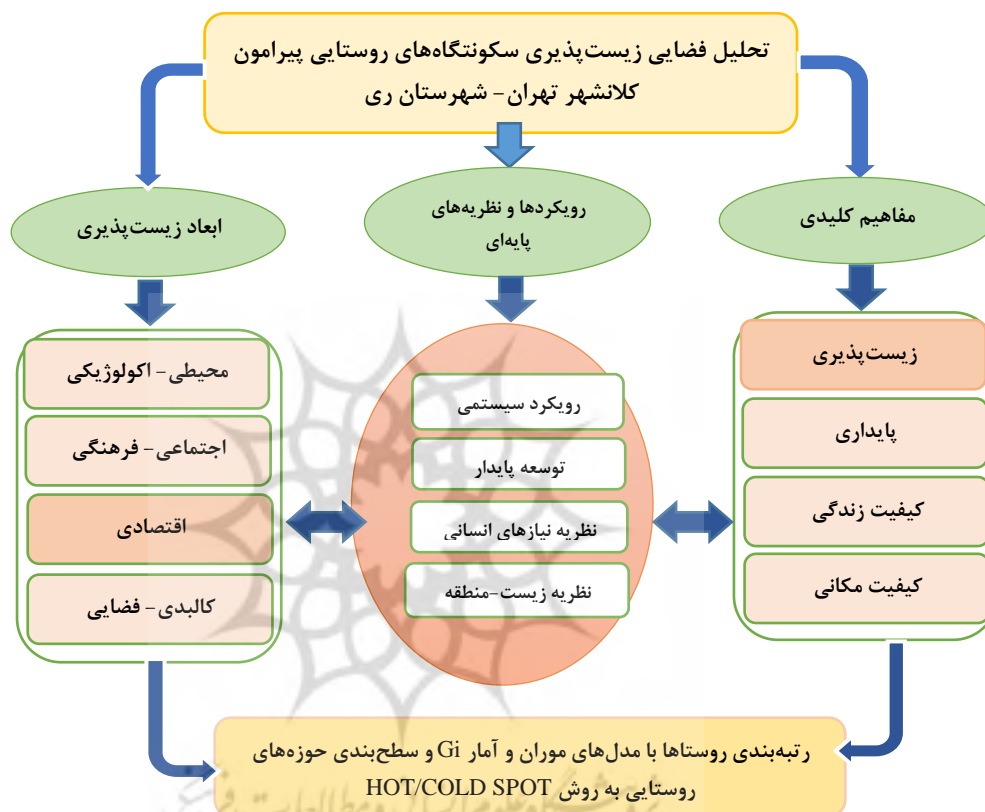 تحلیل فضایی زیست‌پذیری سکونتگاه‌های روستایی پیرامون
کلانشهر تهران- شهرستان ری
مفاهیم کلیدی
زیست‌پذیری
پایداری
کیفیت زندگی
کیفیت مکانی
رویکردها و نظریه‌های
پایه‌ای
رویکرد سیستمی
توسعه پایدار
نظریه نیازهای انسانی
نظریه زیست-منطقه
ابعاد زیست‌پذیری
محیطی- اکولوژیکی
اجتماعی- فرهنگی
اقتصادی
کالبدی- فضایی
رتبه‌بندی روستاها با مدل‌های موران و آمار Gi و سطح‌بندی حوزه‌های
روستایی به روش HOT/COLD SPOT